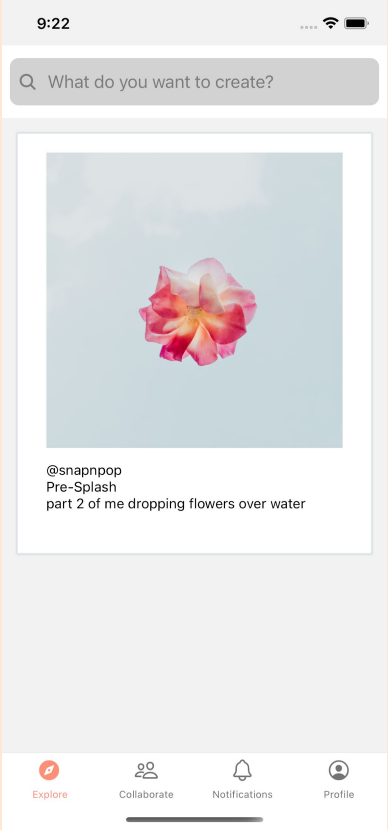 9:22
What do you want to create?
@snapnpop
Pre-Splash
part 2 of me dropping flowers over water
Explore
Collaborate
Notifications
Profile